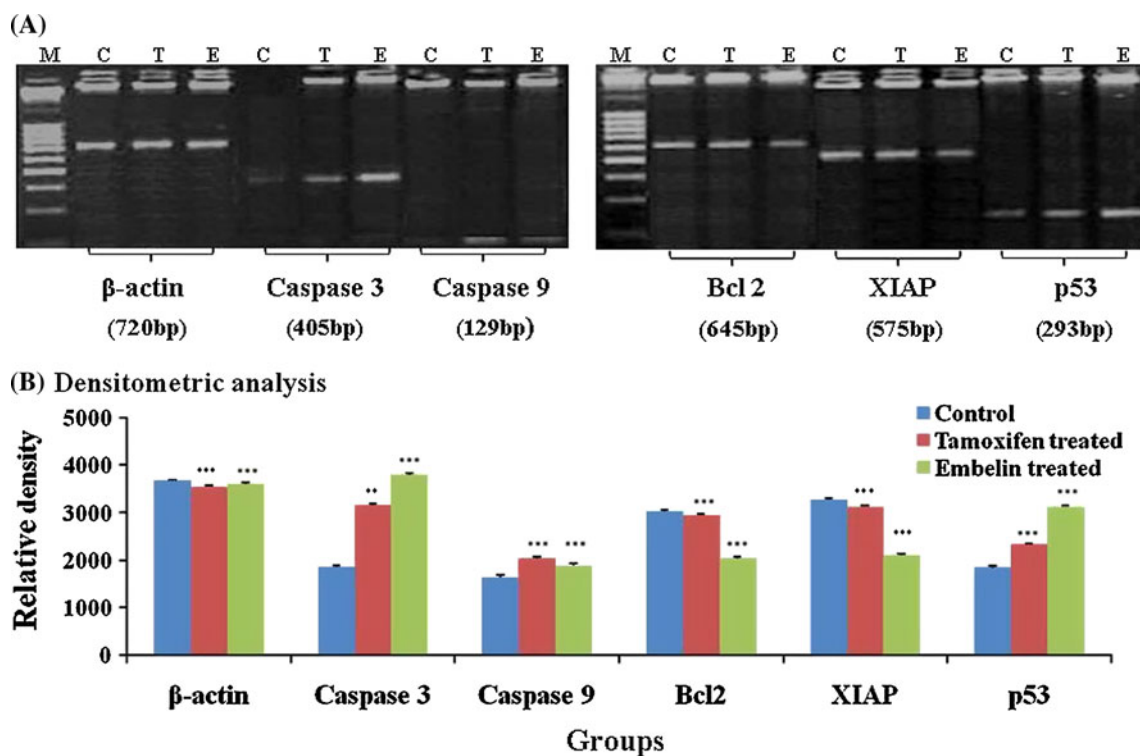 (A)
M C T E C T E C T E
M C T E C T E C T E
β-actin Caspase 3 Caspase 9
(720bp) (405bp) (129bp)
Bcl 2 XIAP p53
(645bp) (575bp) (293bp)
(B) Densitometric analysis
Control
Tamoxifen treated
Embelin treated
Relative density
5000
4000
3000
2000
1000
0
*** ***
** ***
*** ***
*** ***
*** ***
*** ***
β-actin Caspase 3 Caspase 9 Bcl2 XIAP p53
Groups